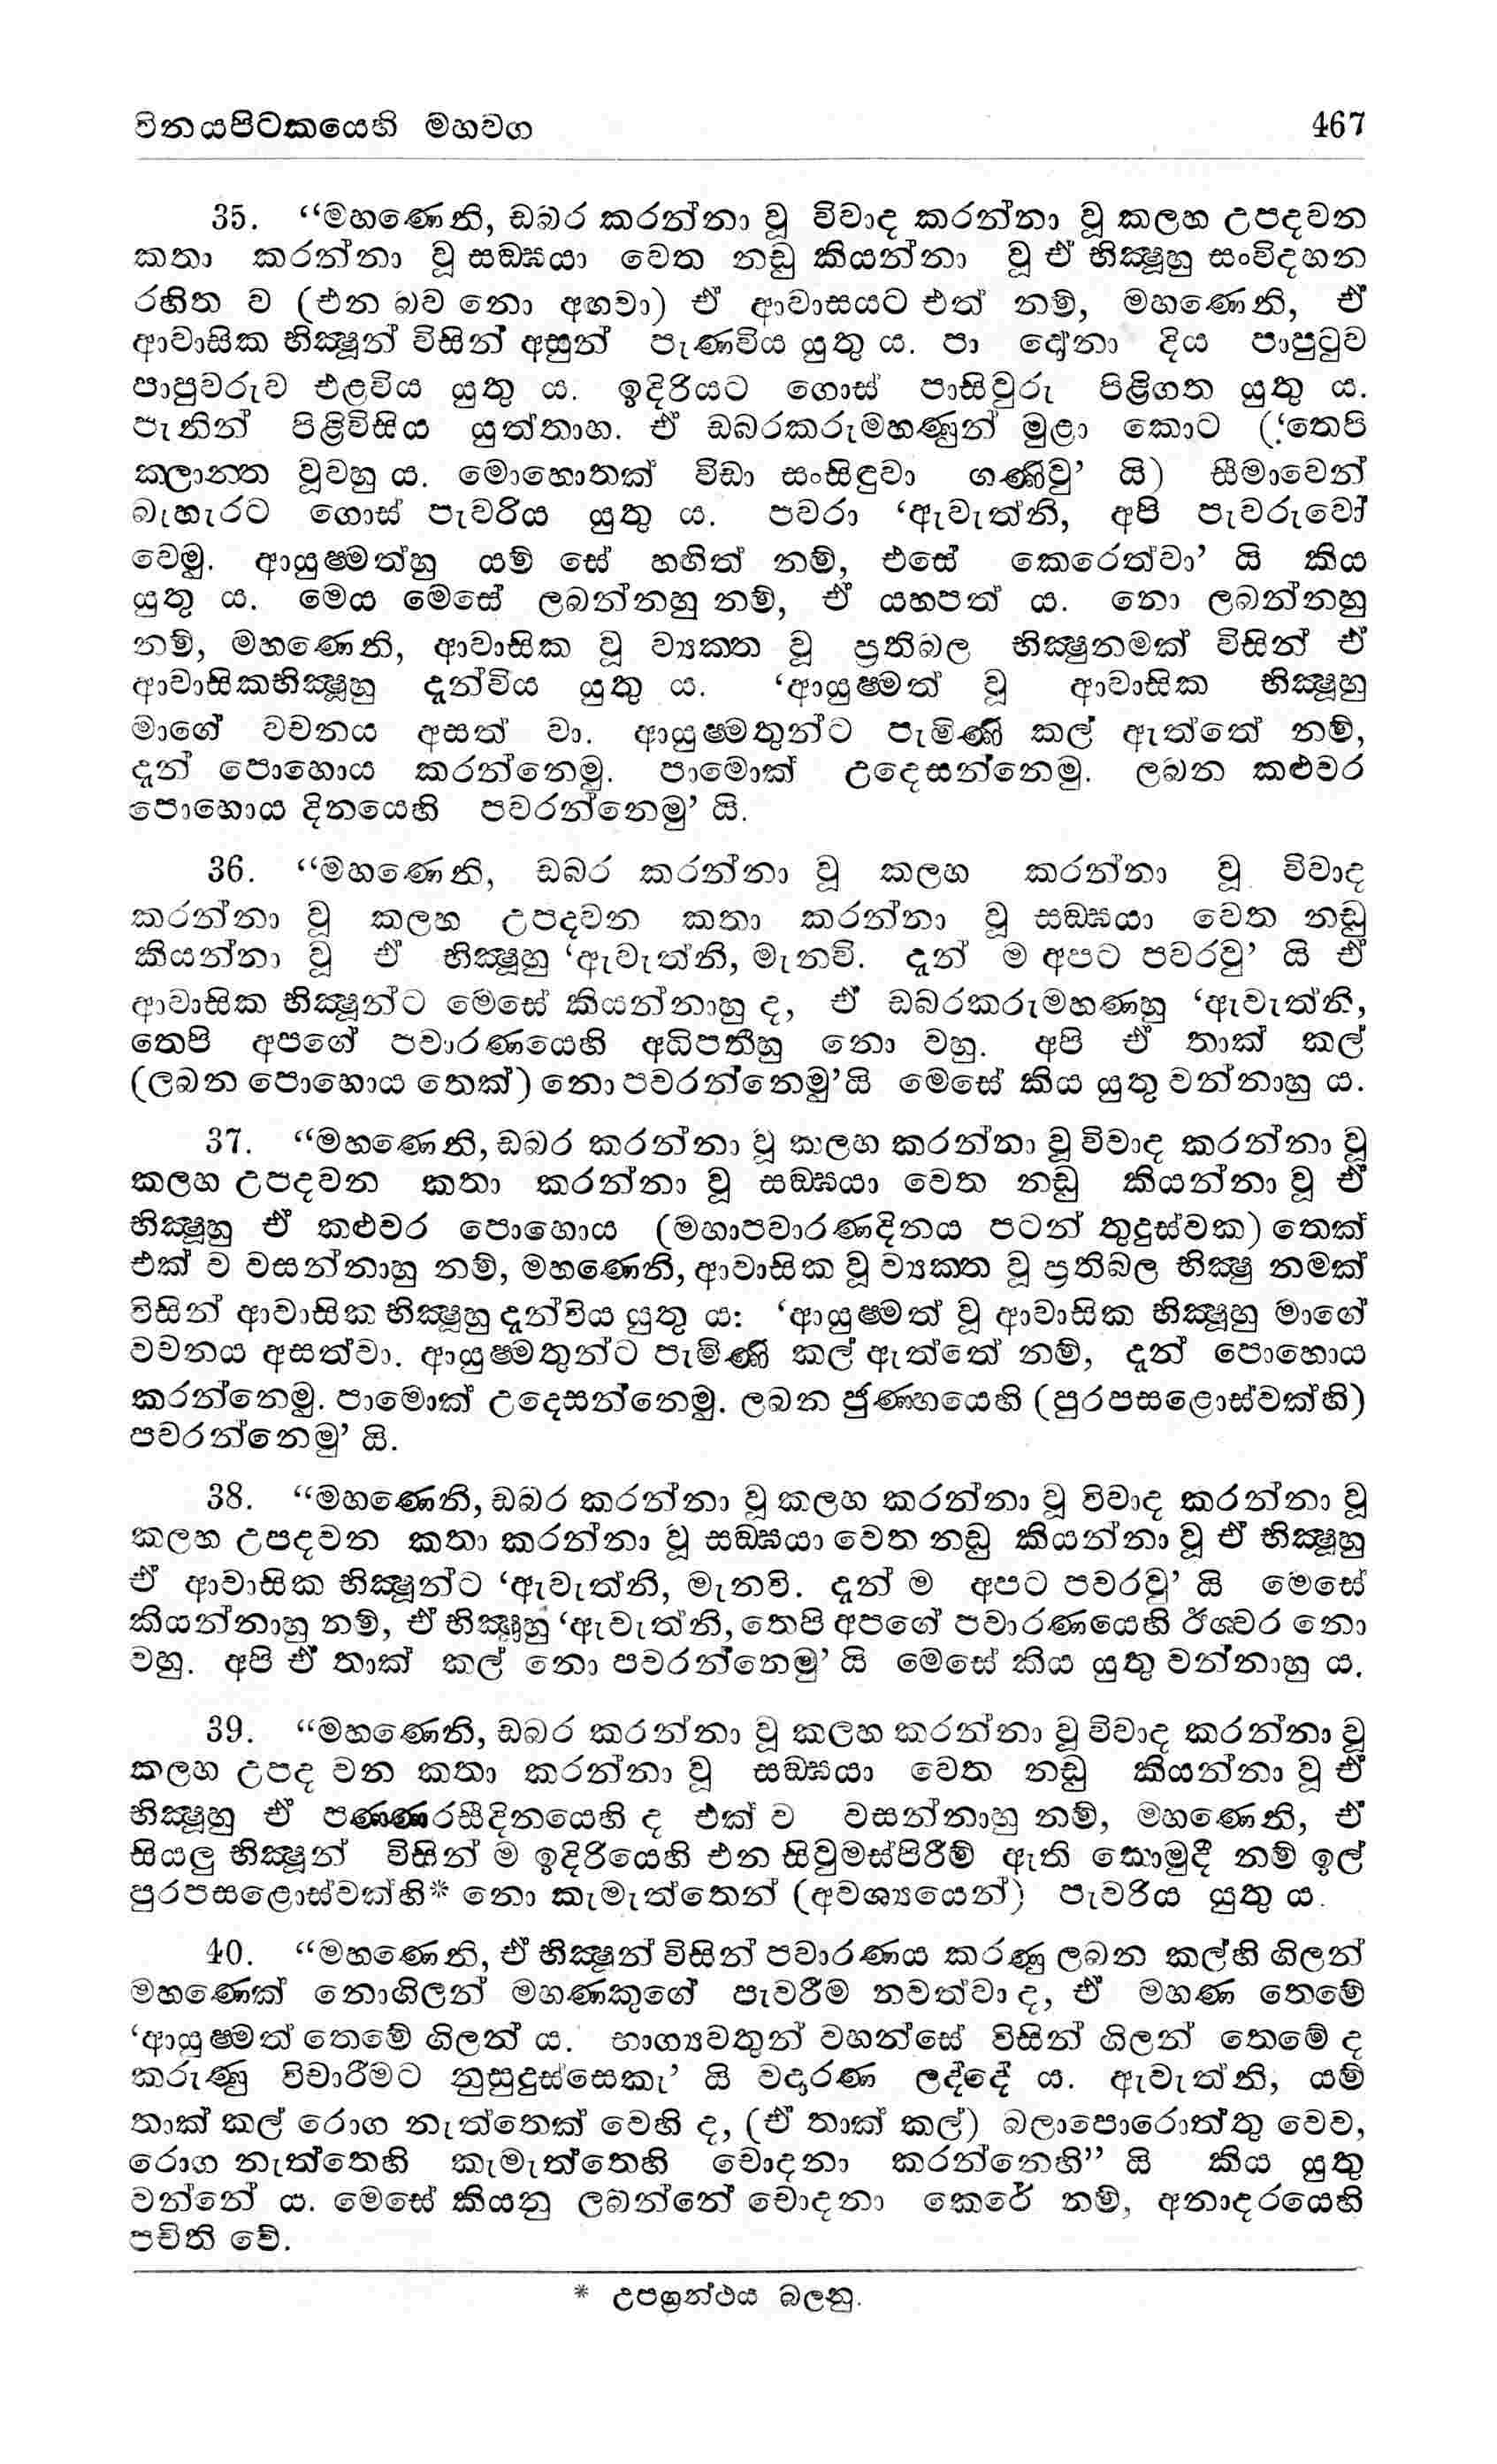 විනයපිටකයෙහි මහවග 467
35. “මහණෙනි, ඩබර කරන්නා වූ විවාද කරන්නා වූ කලහ උපදවන
කතා කරන්නා වූ සඞ්ඝයා වෙත නඩු කියන්නා වූ ඒ භික්‍ෂූහු සංවිදහන
රහිත ව (එන බව නො අඟවා) ඒ ආවාසයට එත් නම්, මහණෙනි, ඒ
ආවාසික භික්‍ෂූන් විසින් අසුන් පැණවිය යුතු ය. පා දෝනා දිය පාපුටුව
පාපුවරුව එළවිය යුතු ය. ඉදිරියට ගොස් පාසිවුරු පිළිගත යුතු ය.
පැනින් පිළිවිසිය යුත්තාහ. ඒ ඩබරකරුමහණුන් මුළා කොට (‘තෙපි
කලාන්ත වූවහු ය. මොහොතක් විඩා සංසිඳුවා ගණිවු’ යි) සීමාවෙන්
බැහැරට ගොස් පැවරිය යුතු ය. පවරා ‘ඇවැත්නි, අපි පැවරුවෝ
වෙමු. ආයුෂ්මත්හු යම් සේ හඟිත් නම්, එසේ කෙරෙත්වා’ යි කිය
යුතු ය. මෙය මෙසේ ලබන්නහු නම්, ඒ යහපත් ය. නො ලබන්නහු
නම්, මහණෙනි, ආවාසික වූ ව්‍යක්ත වූ ප්‍රතිබල භික්‍ෂුනමක් විසින් ඒ
ආවාසිකභික්‍ෂූහු දැන්විය යුතු ය. ‘ආයුෂ්මත් වූ ආවාසික භික්‍ෂූහු
මාගේ වචනය අසත් වා. ආයුෂ්මතුන්ට පැමිණි කල් ඇත්තේ නම්,
දැන් පොහොය කරන්නෙමු. පාමොක් උදෙසන්නෙමු. ලබන කළුවර
පොහොය දිනයෙහි පවරන්නෙමු’ යි.
36. “මහණෙනි, ඩබර කරන්නා වූ කලහ කරන්නා වූ විවාද
කරන්නා වූ කලහ උපදවන කතා කරන්නා වූ සඞ්ඝයා වෙත නඩු
කියන්නා වූ ඒ භික්‍ෂූහු ‘ඇවැත්නි, මැනවි. දැන් ම අපට පවරවු’ යි ඒ
ආවාසික භික්‍ෂූන්ට මෙසේ කියන්නාහු ද, ඒ ඩබරකරුමහණහු ‘ඇවැත්නි,
තෙපි අපගේ පවාරණයෙහි අධිපතීහු නො වහු. අපි ඒ තාක් කල්
(ලබන පොහොය තෙක්) නො පවරන්නෙමු’යි මෙසේ කිය යුතු වන්නාහු ය.
37. “මහණෙනි, ඩබර කරන්නා වූ කලහ කරන්නා වූ විවාද කරන්නා වූ
කලහ උපදවන කතා කරන්නා වූ සඞ්ඝයා වෙත නඩු කියන්නා වූ ඒ
භික්‍ෂූහු ඒ කළුවර පොහොය (මහාපවාරණදිනය පටන් තුදුස්වක) තෙක්
එක් ව වසන්නාහු නම්, මහණෙනි, ආවාසික වූ ව්‍යක්ත වූ ප්‍රතිබල භික්‍ෂු නමක්
විසින් ආවාසික භික්‍ෂූහු දැන්විය යුතු ය: ‘ආයුෂ්මත් වූ ආවාසික භික්‍ෂූහු මාගේ
වචනය අසත්වා. ආයුෂ්මතුන්ට පැමිණි කල් ඇත්තේ නම්, දැන් පොහොය
කරන්නෙමු. පාමොක් උදෙසන්නෙමු. ලබන ජුණ්හයෙහි (පුරපසළොස්වක්හි)
පවරන්නෙමු’ යි.
38. “මහණෙනි, ඩබර කරන්නා වූ කලහ කරන්නා වූ විවාද කරන්නා වූ
කලහ උපදවන කතා කරන්නා වූ සඞ්ඝයා වෙත නඩු කියන්නා වූ ඒ භික්‍ෂූහු
ඒ ආවාසික භික්‍ෂූන්ට ‘ඇවැත්නි, මැනවි. දැන් ම අපට පවරවු’ යි මෙසේ
කියන්නාහු නම්, ඒ භික්‍ෂූහු ‘ඇවැත්නි, තෙපි අපගේ පවාරණයෙහි ඊශ්වර නො
වහු. අපි ඒ තාක් කල් නො පවරන්නෙමු’ යි මෙසේ කිය යුතු වන්නාහු ය.
39. “මහණෙනි, ඩබර කරන්නා වූ කලහ කරන්නා වූ විවාද කරන්නා වූ
කලහ උපද වන කතා කරන්නා වූ සඞ්ඝයා වෙත නඩු කියන්නා වූ ඒ
භික්‍ෂූහු ඒ පණ්ණරසීදිනයෙහි ද එක් ව වසන්නාහු නම්, මහණෙනි, ඒ
සියලු භික්‍ෂූන් විසින් ම ඉදිරියෙහි එන සිවුමස්පිරීම් ඇති කොමුදී නම් ඉල්
පුරපසළොස්වක්හි* නො කැමැත්තෙන් (අවශ්‍යයෙන්) පැවරිය යුතු ය.
40. “මහණෙනි, ඒ භික්‍ෂූන් විසින් පවාරණය කරණු ලබන කල්හි ගිලන්
මහණෙක් නොගිලන් මහණකුගේ පැවරීම නවත්වා ද, ඒ මහණ තෙමේ
‘ආයුෂ්මත් තෙමේ ගිලන් ය. භාග්‍යවතුන් වහන්සේ විසින් ගිලන් තෙමේ ද
කරුණු විචාරීමට නුසුදුස්සෙකැ’ යි වදාරණ ලද්දේ ය. ඇවැත්නි, යම්
තාක් කල් රොග නැත්තෙක් වෙහි ද, (ඒ තාක් කල්) බලාපොරොත්තු වෙව,
රොග නැත්තෙහි කැමැත්තෙහි චොදනා කරන්නෙහි” යි කිය යුතු
වන්නේ ය. මෙසේ කියනු ලබන්නේ චොදනා කෙරේ නම්, අනාදරයෙහි
පචිති වේ.
* උපග්‍රන්ථය බලනු.